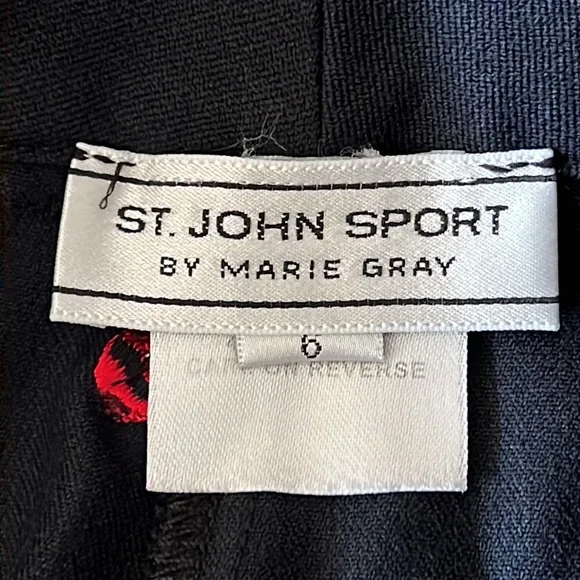 ST. JOHN SPORT
BY MARIE GRAY
6
REVERSE